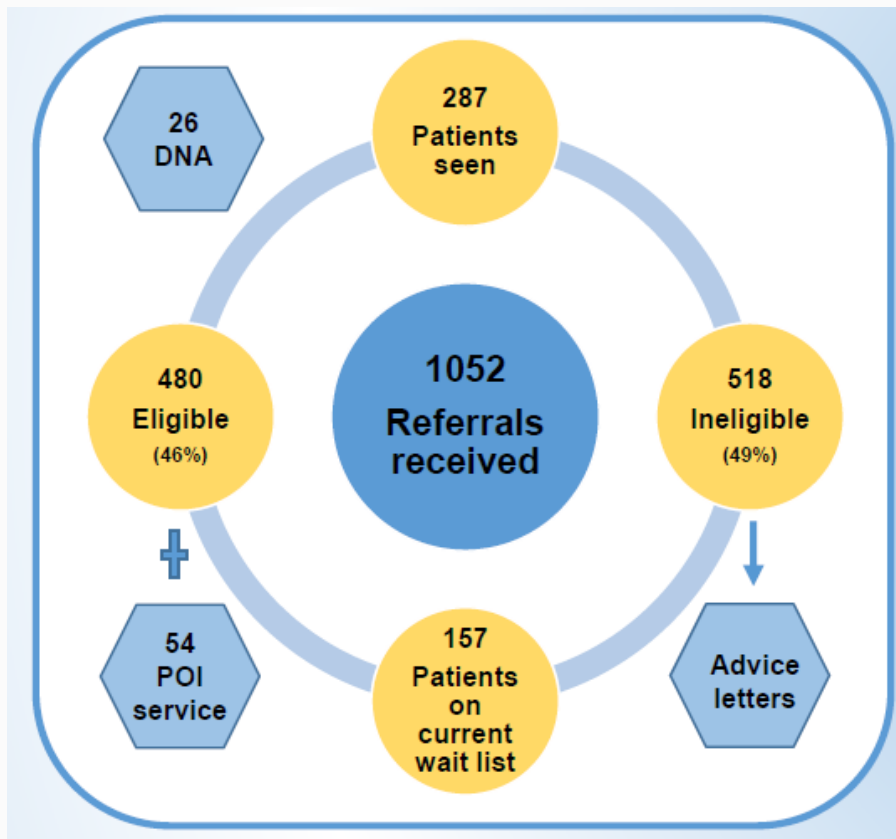 26
DNA
287
Patients
seen
480
Eligible
(46%)
1052
Referrals
received
518
Ineligible
(49%)
54
POI
service
157
Patients
on
current
wait list
Advice
letters